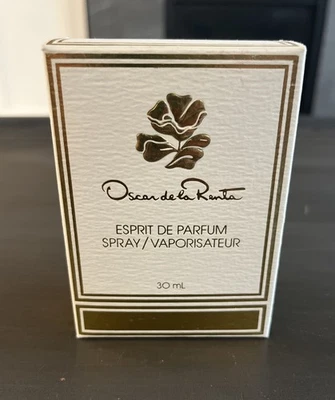 Oscar de la Renta
ESPRIT DE PARFUM
SPRAY/VAPORISATEUR
30 mL